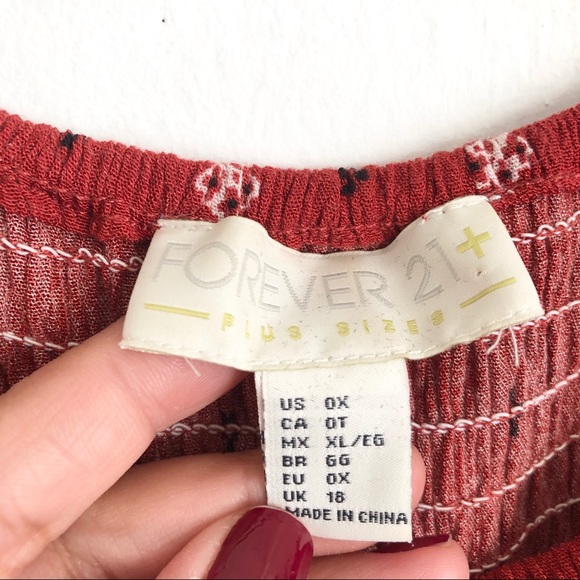 FOREVER 21+
PLUS SIZES
US 0X
CA 0T
MX XL/EG
BR GG
EU 0X
UK 18
MADE IN CHINA